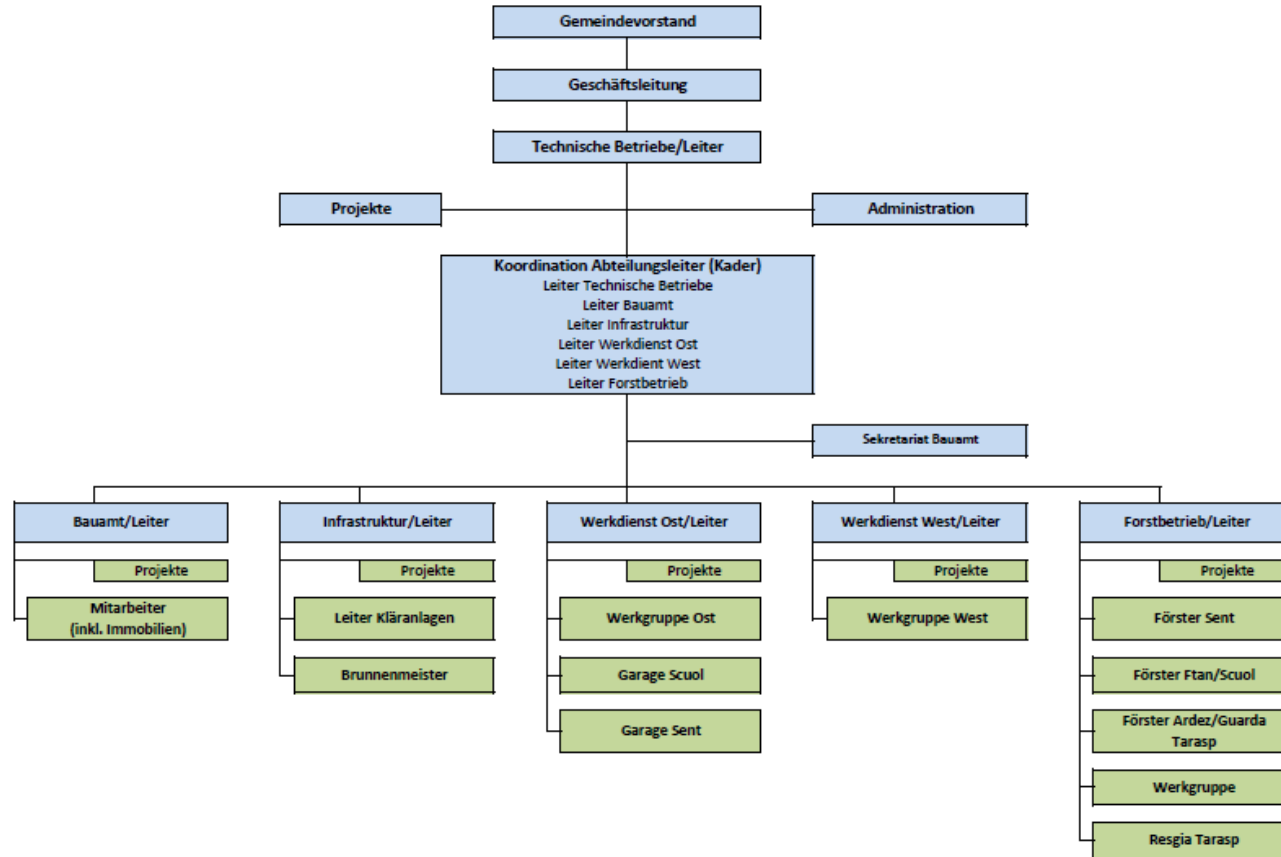 Gemeindevorstand
Geschäftsleitung
Technische Betriebe/Leiter
Projekte
Administration
Koordination Abteilungsleiter (Kader)
Leiter Technische Betriebe
Leiter Bauamt
Leiter Infrastruktur
Leiter Werkdienst Ost
Leiter Werkdient West
Leiter Forstbetrieb
Sekretariat Bauamt
Bauamt/Leiter
Infrastruktur/Leiter
Werkdienst Ost/Leiter
Werkdienst West/Leiter
Forstbetrieb/Leiter
Projekte
Projekte
Projekte
Projekte
Projekte
Mitarbeiter
(inkl. Immobilien)
Leiter Kläranlagen
Werkgruppe Ost
Werkgruppe West
Förster Sent
Brunnenmeister
Garage Scuol
Förster Ftan/Scuol
Garage Sent
Förster Ardez/Guarda
Tarasp
Werkgruppe
Resgia Tarasp